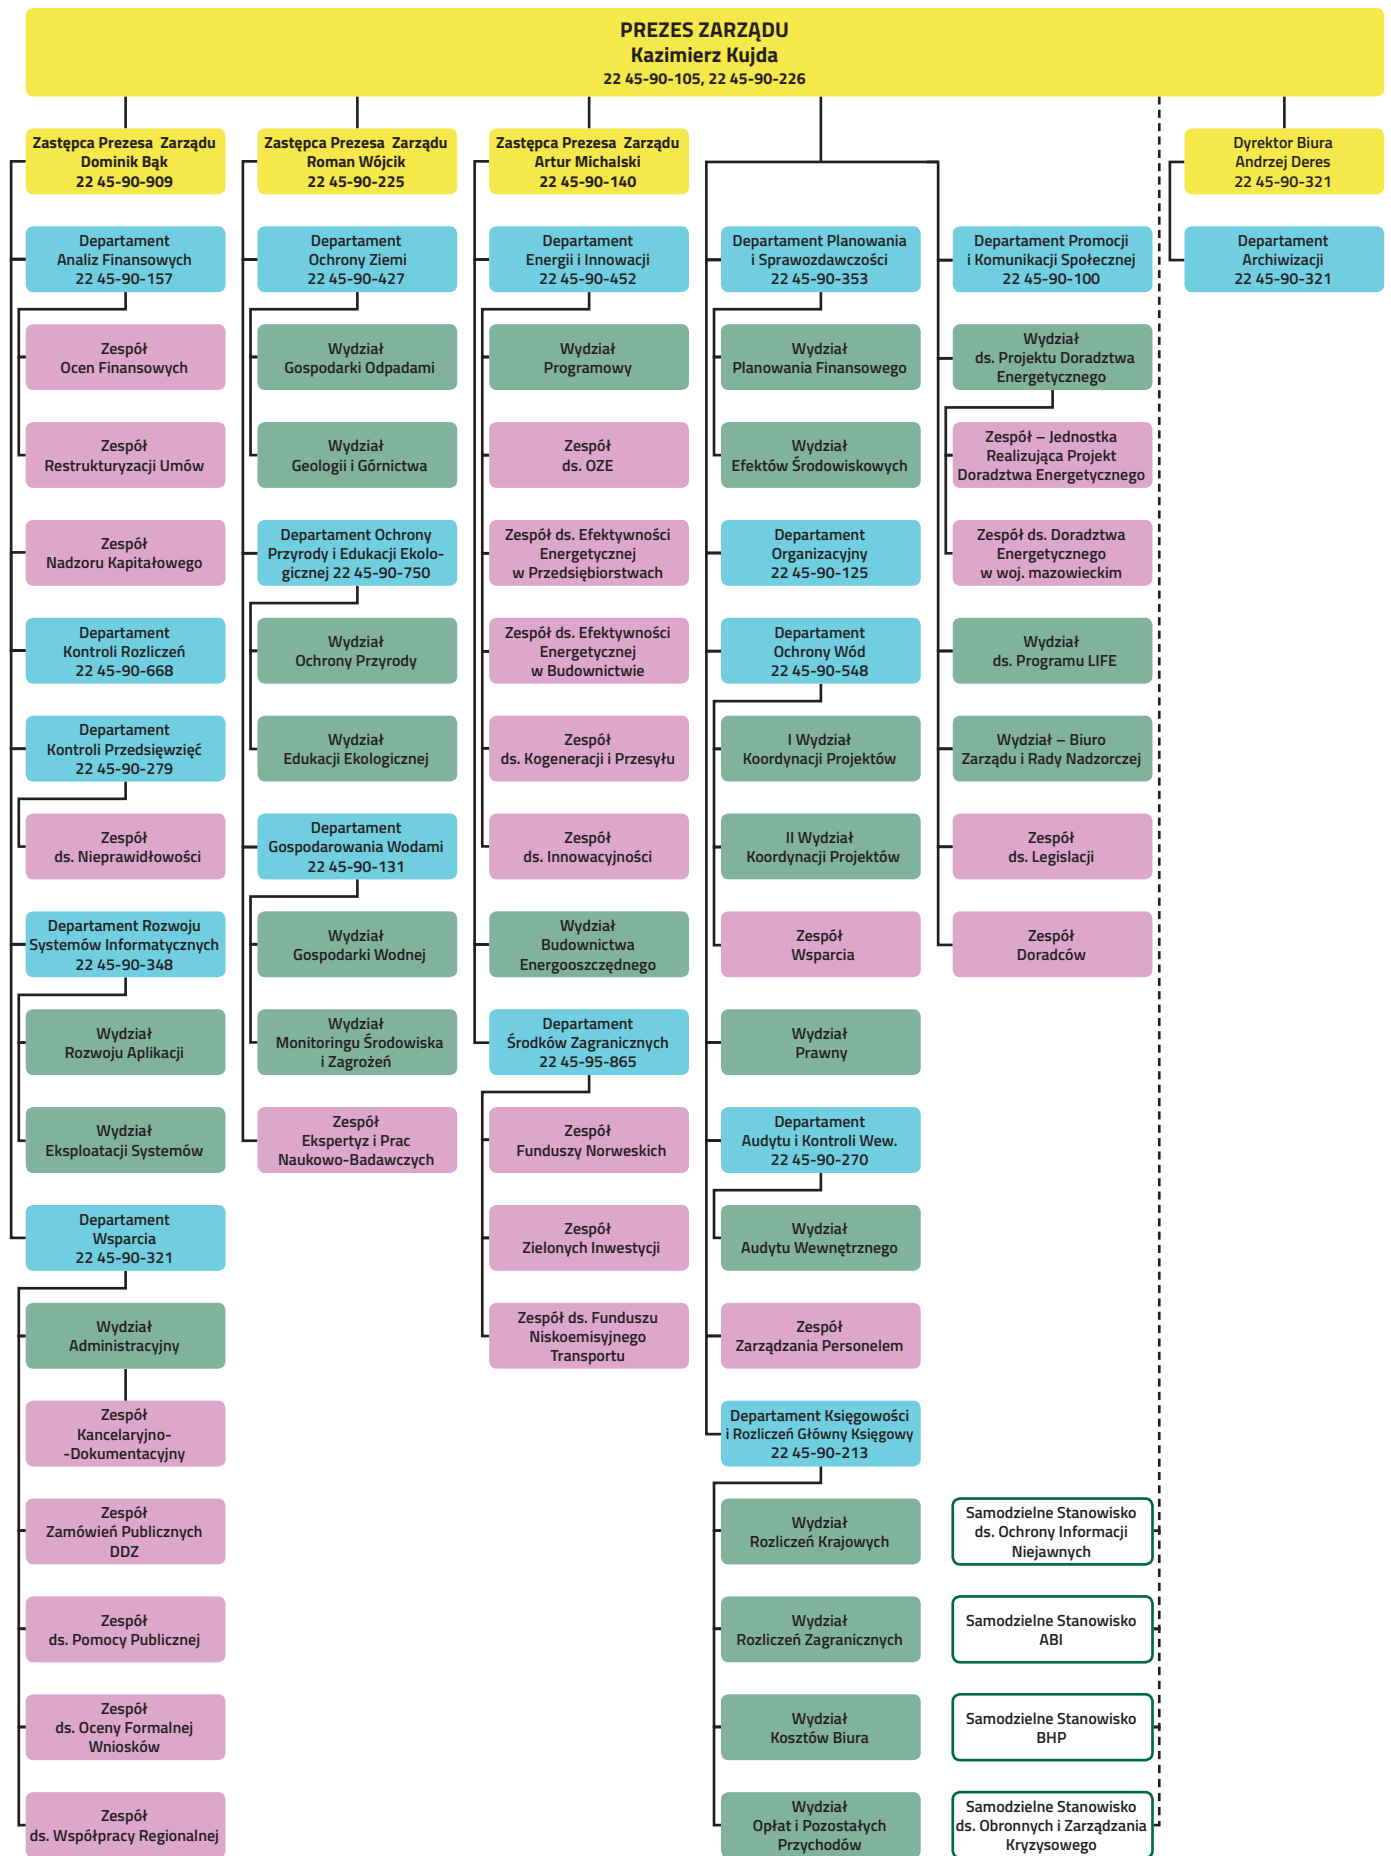 PREZES ZARZĄDU
Kazimierz Kujda
22 45-90-105, 22 45-90-226
Zastępca Prezesa Zarządu
Dominik Bąk
22 45-90-909
Departament
Analiz Finansowych
22 45-90-157
Zespół
Ocen Finansowych
Zespół
Restrukturyzacji Umów
Zespół
Nadzoru Kapitałowego
Departament
Kontroli Rozliczeń
22 45-90-668
Departament
Kontroli Przedsięwzięć
22 45-90-279
Zespół
ds. Nieprawidłowości
Departament Rozwoju
Systemów Informatycznych
22 45-90-348
Wydział
Rozwoju Aplikacji
Wydział
Eksploatacji Systemów
Departament
Wsparcia
22 45-90-321
Wydział
Administracyjny
Zespół
Kancelaryjno-
-Dokumentacyjny
Zespół
Zamówień Publicznych
DDZ
Zespół
ds. Pomocy Publicznej
Zespół
ds. Oceny Formalnej
Wniosków
Zespół
ds. Współpracy Regionalnej
Zastępca Prezesa Zarządu
Roman Wójcik
22 45-90-225
Departament
Ochrony Ziemi
22 45-90-427
Wydział
Gospodarki Odpadami
Wydział
Geologii i Górnictwa
Departament Ochrony
Przyrody i Edukacji Ekolo-
gicznej 22 45-90-750
Wydział
Ochrony Przyrody
Wydział
Edukacji Ekologicznej
Departament
Gospodarowania Wodami
22 45-90-131
Wydział
Gospodarki Wodnej
Wydział
Monitoringu Środowiska
i Zagrożeń
Zespół
Ekspertyz i Prac
Naukowo-Badawczych
Zastępca Prezesa Zarządu
Artur Michalski
22 45-90-140
Departament
Energii i Innowacji
22 45-90-452
Wydział
Programowy
Zespół
ds. OZE
Zespół ds. Efektywności
Energetycznej
w Przedsiębiorstwach
Zespół ds. Efektywności
Energetycznej
w Budownictwie
Zespół
ds. Kogeneracji i Przesyłu
Zespół
ds. Innowacyjności
Wydział
Budownictwa
Energooszczędnego
Departament
Środków Zagranicznych
22 45-95-865
Zespół
Funduszy Norweskich
Zespół
Zielonych Inwestycji
Zespół ds. Funduszu
Niskoemisyjnego
Transportu
Departament Planowania
i Sprawozdawczości
22 45-90-353
Wydział
Planowania Finansowego
Wydział
Efektów Środowiskowych
Departament
Organizacyjny
22 45-90-125
Departament
Ochrony Wód
22 45-90-548
I Wydział
Koordynacji Projektów
II Wydział
Koordynacji Projektów
Zespół
Wsparcia
Wydział
Prawny
Departament
Audytu i Kontroli Wew.
22 45-90-270
Wydział
Audytu Wewnętrznego
Zespół
Zarządzania Personelem
Departament Księgowości
i Rozliczeń Główny Księgowy
22 45-90-213
Wydział
Rozliczeń Krajowych
Wydział
Rozliczeń Zagranicznych
Wydział
Kosztów Biura
Wydział
Opłat i Pozostałych
Przychodów
Departament Promocji
i Komunikacji Społecznej
22 45-90-100
Wydział
ds. Projektu Doradztwa
Energetycznego
Zespół – Jednostka
Realizująca Projekt
Doradztwa Energetycznego
Zespół ds. Doradztwa
Energetycznego
w woj. mazowieckim
Wydział
ds. Programu LIFE
Wydział – Biuro
Zarządu i Rady Nadzorczej
Zespół
ds. Legislacji
Zespół
Doradców
Samodzielne Stanowisko
ds. Ochrony Informacji
Niejawnych
Samodzielne Stanowisko
ABI
Samodzielne Stanowisko
BHP
Samodzielne Stanowisko
ds. Obronnych i Zarządzania
Kryzysowego
Dyrektor Biura
Andrzej Deres
22 45-90-321
Departament
Archiwizacji
22 45-90-321